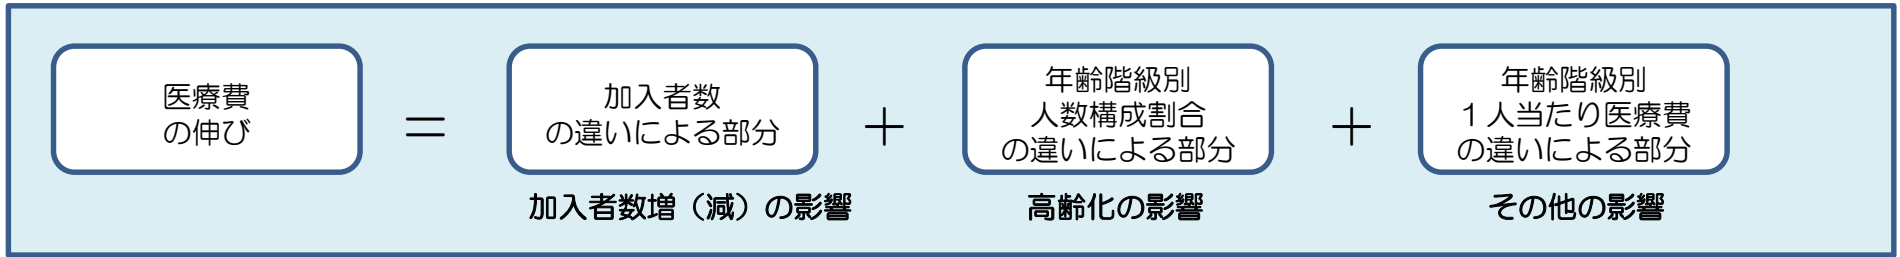 医療費
の伸び
＝
加入者数
の違いによる部分
加入者数増（減）の影響
＋
年齢階級別
人数構成割合
の違いによる部分
高齢化の影響
＋
年齢階級別
１人当たり医療費
の違いによる部分
その他の影響